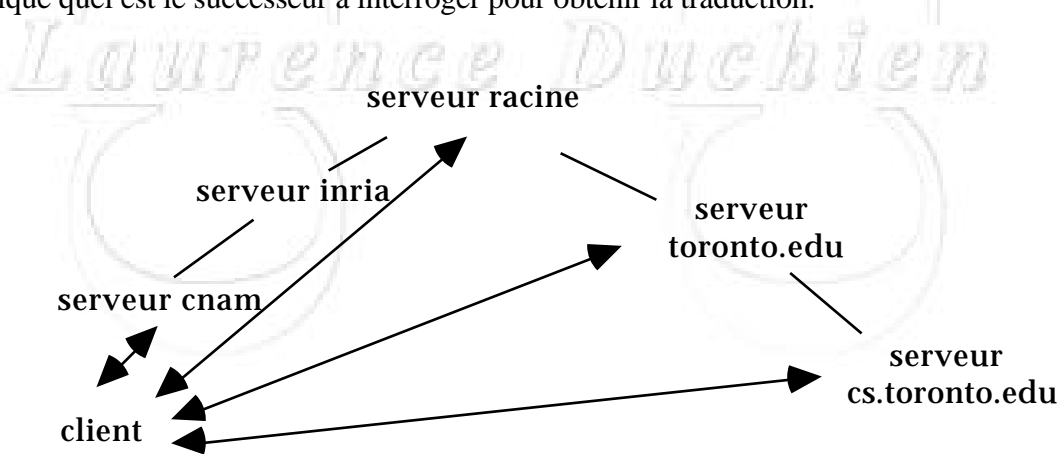 ique quel est le successeur à interroger pour obtenir la traduction.
Laurence Duchien
serveur racine
serveur inria
serveur
toronto.edu
serveur cnam
serveur
cs.toronto.edu
client